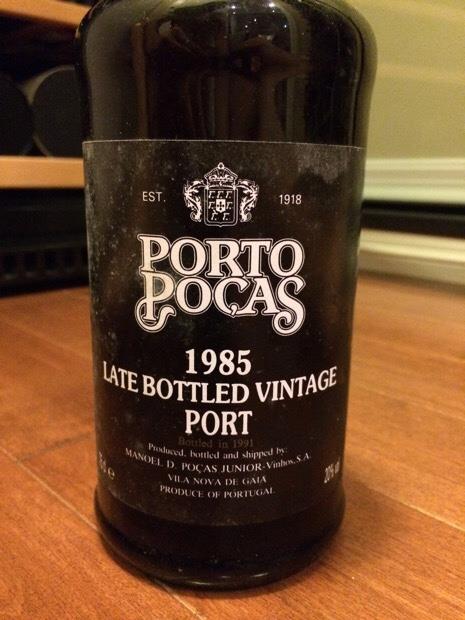 EST. 1918
PORTO
POÇAS
1985
LATE BOTTLED VINTAGE
PORT
Bottled in 1991
Produced, bottled and shipped by:
MANOEL D. POÇAS JUNIOR-Vinhos, S.A.
VILA NOVA DE GAIA
PRODUCE OF PORTUGAL
20%